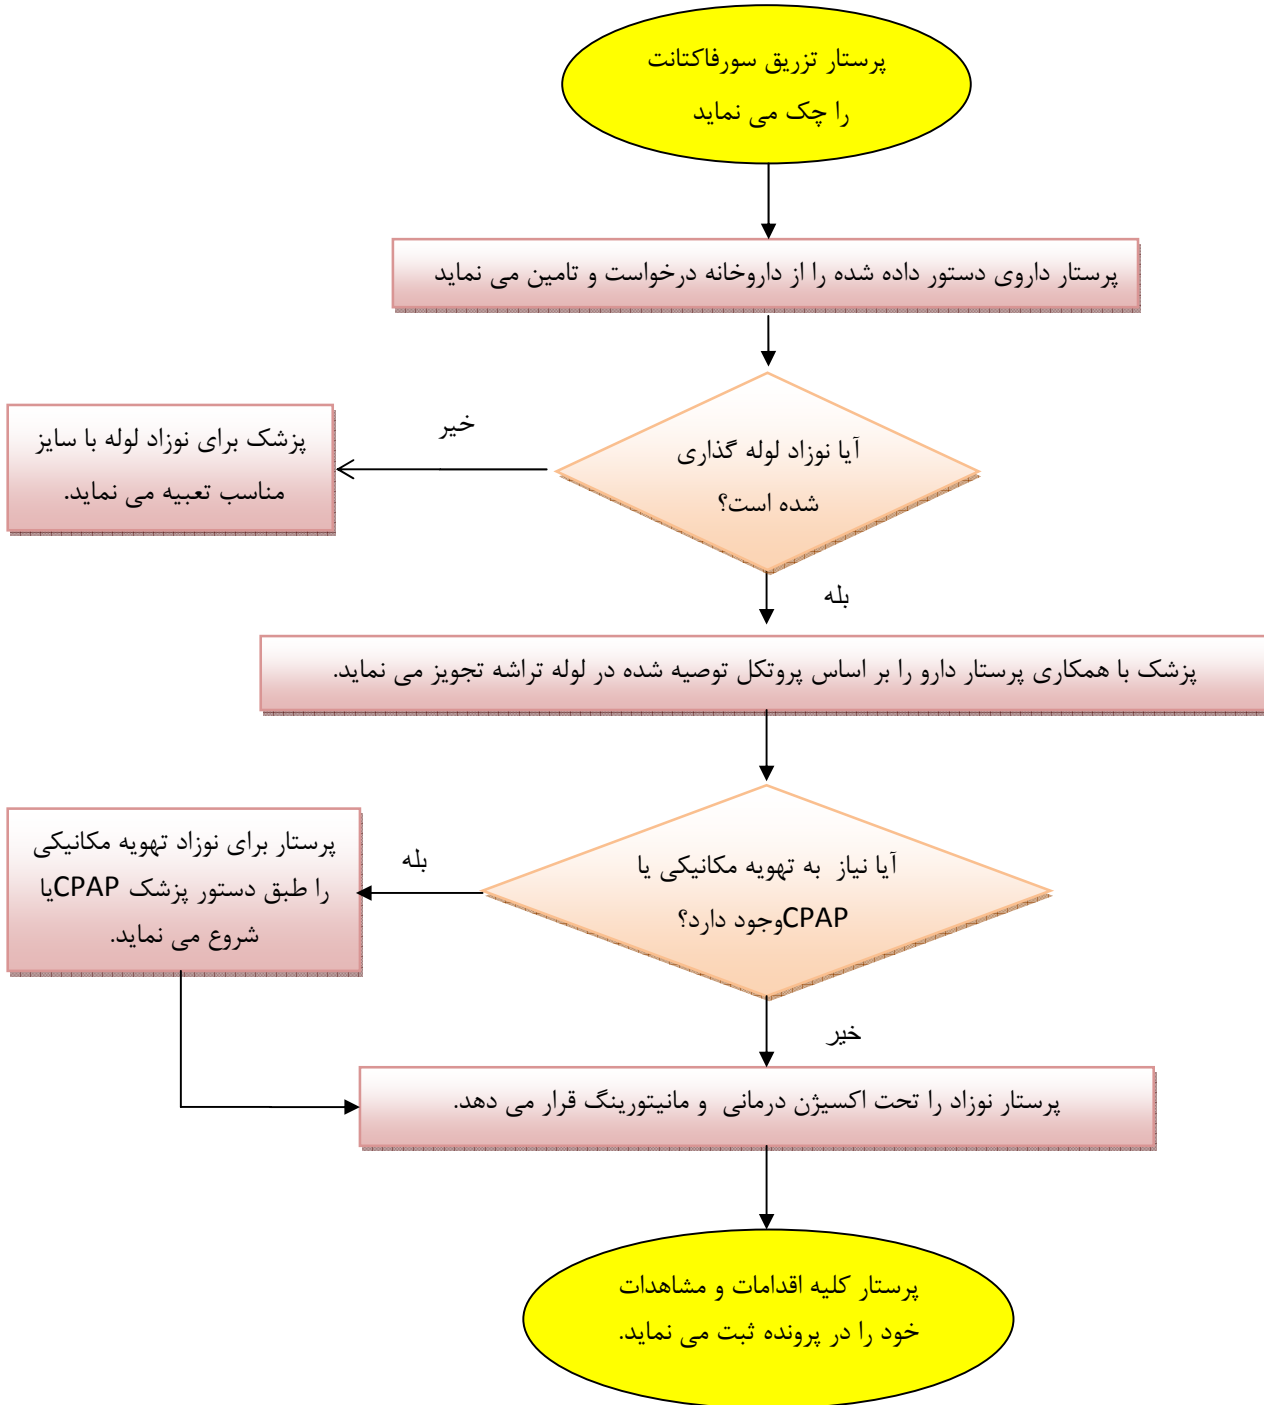 پرستار تزریق سورفاکتانت
را چک می نماید
پرستار داروی دستور داده شده را از داروخانه درخواست و تامین می نماید
آیا نوزاد لوله گذاری
شده است؟
خیر
پزشک برای نوزاد لوله با سایز
مناسب تعبیه می نماید.
بله
پزشک با همکاری پرستار دارو را بر اساس پروتکل توصیه شده در لوله تراشه تجویز می نماید.
آیا نیاز به تهویه مکانیکی یا
CPAPوجود دارد؟
بله
پرستار برای نوزاد تهویه مکانیکی
را طبق دستور پزشک CPAPیا
شروع می نماید.
خیر
پرستار نوزاد را تحت اکسیژن درمانی و مانیتورینگ قرار می دهد.
پرستار کلیه اقدامات و مشاهدات
خود را در پرونده ثبت می نماید.